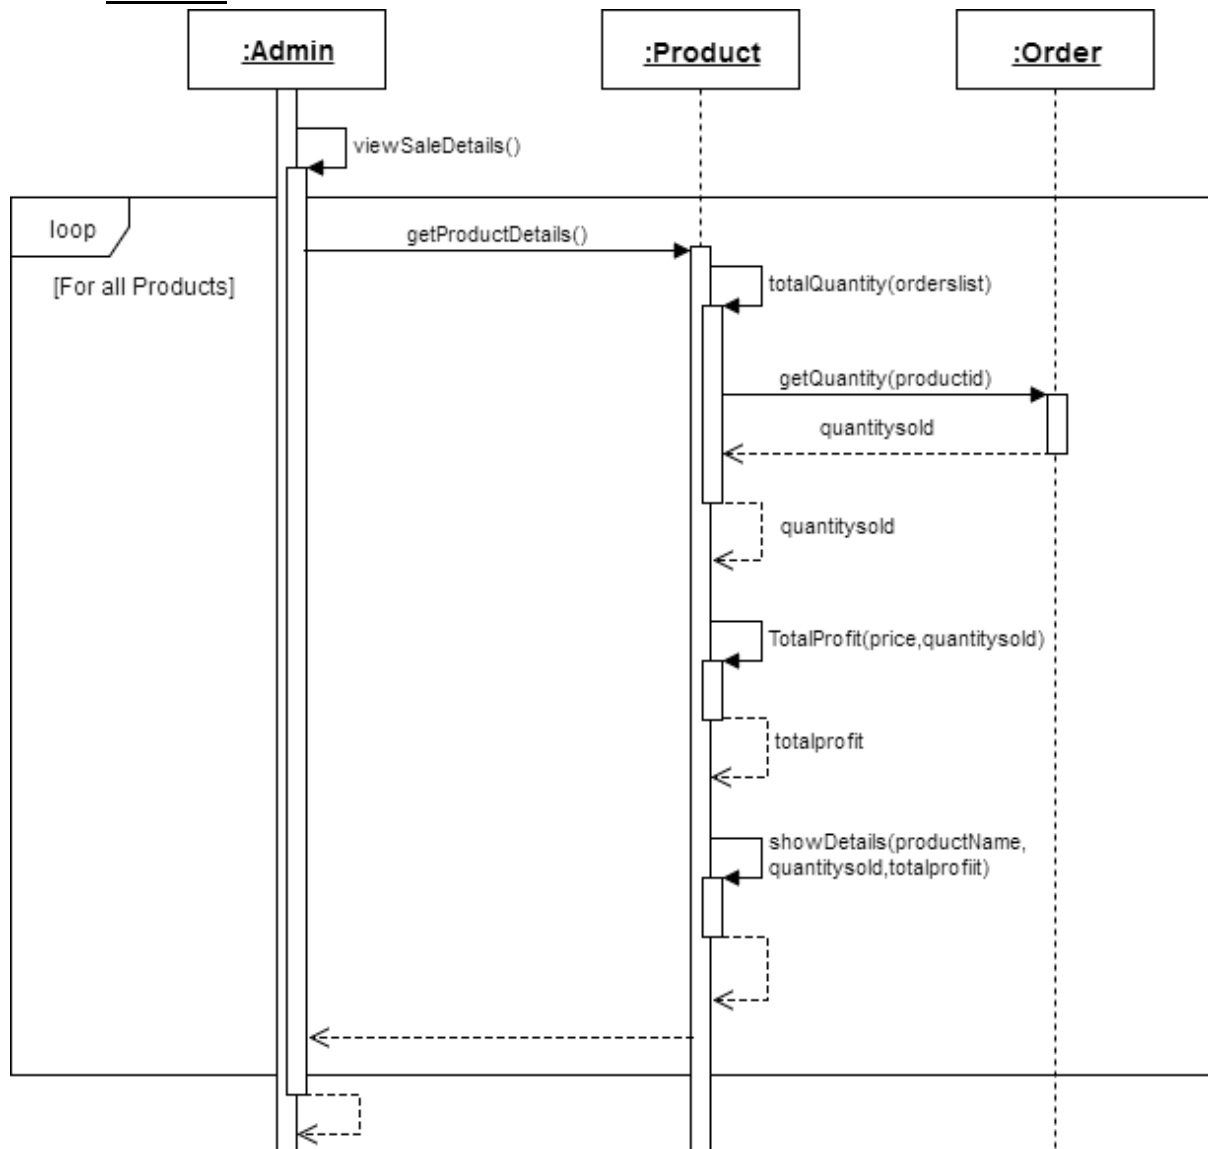 :Admin
:Product
:Order
viewSaleDetails()
loop
getProductDetails()
[For all Products]
totalQuantity(orderslist)
getQuantity(productid)
quantitysold
quantitysold
TotalProfit(price,quantitysold)
totalprofit
showDetails(productName,
quantitysold,totalprofiit)